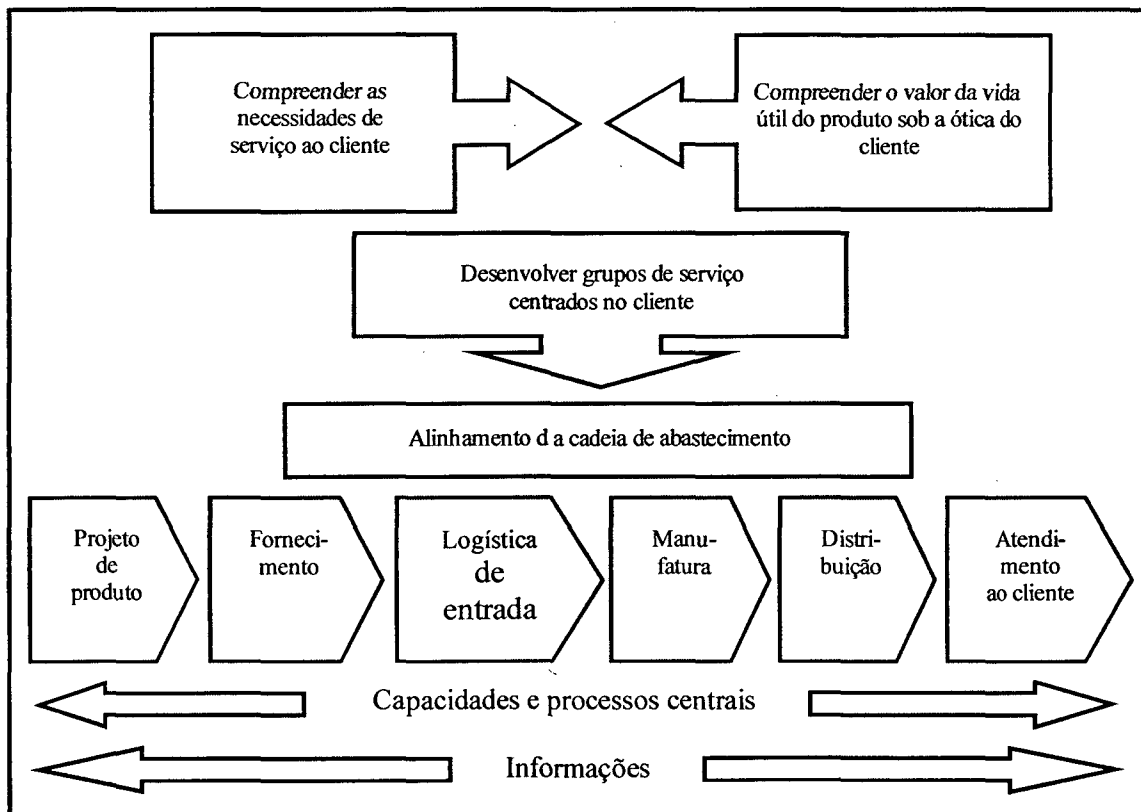 Compreender as
necessidades de
serviço ao cliente
Compreender o valor da vida
útil do produto sob a ótica do
cliente
Desenvolver grupos de serviço
centrados no cliente
Alinhamento d a cadeia de abastecimento
Projeto
de
produto
Forneci-
mento
Logística
de
entrada
Manu-
fatura
Distri-
buição
Atendi-
mento
ao cliente
Capacidades e processos centrais
Informações